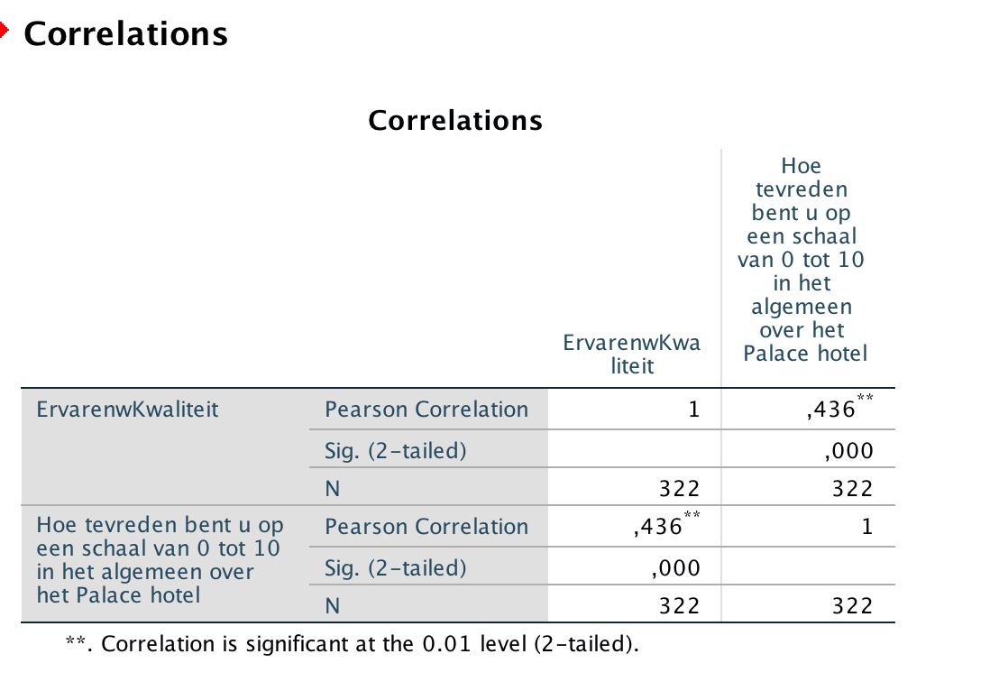 Correlations
Correlations
Hoe
tevreden
bent u op
een schaal
van 0 tot 10
in het
algemeen
over het
Palace hotel
ErvarenwKwa
liteit
ErvarenwKwaliteit Pearson Correlation 1 ,436**
Sig. (2-tailed) ,000
N 322 322
Hoe tevreden bent u op
een schaal van 0 tot 10
in het algemeen over
het Palace hotel
Pearson Correlation ,436** 1
Sig. (2-tailed) ,000
N 322 322
**. Correlation is significant at the 0.01 level (2-tailed).